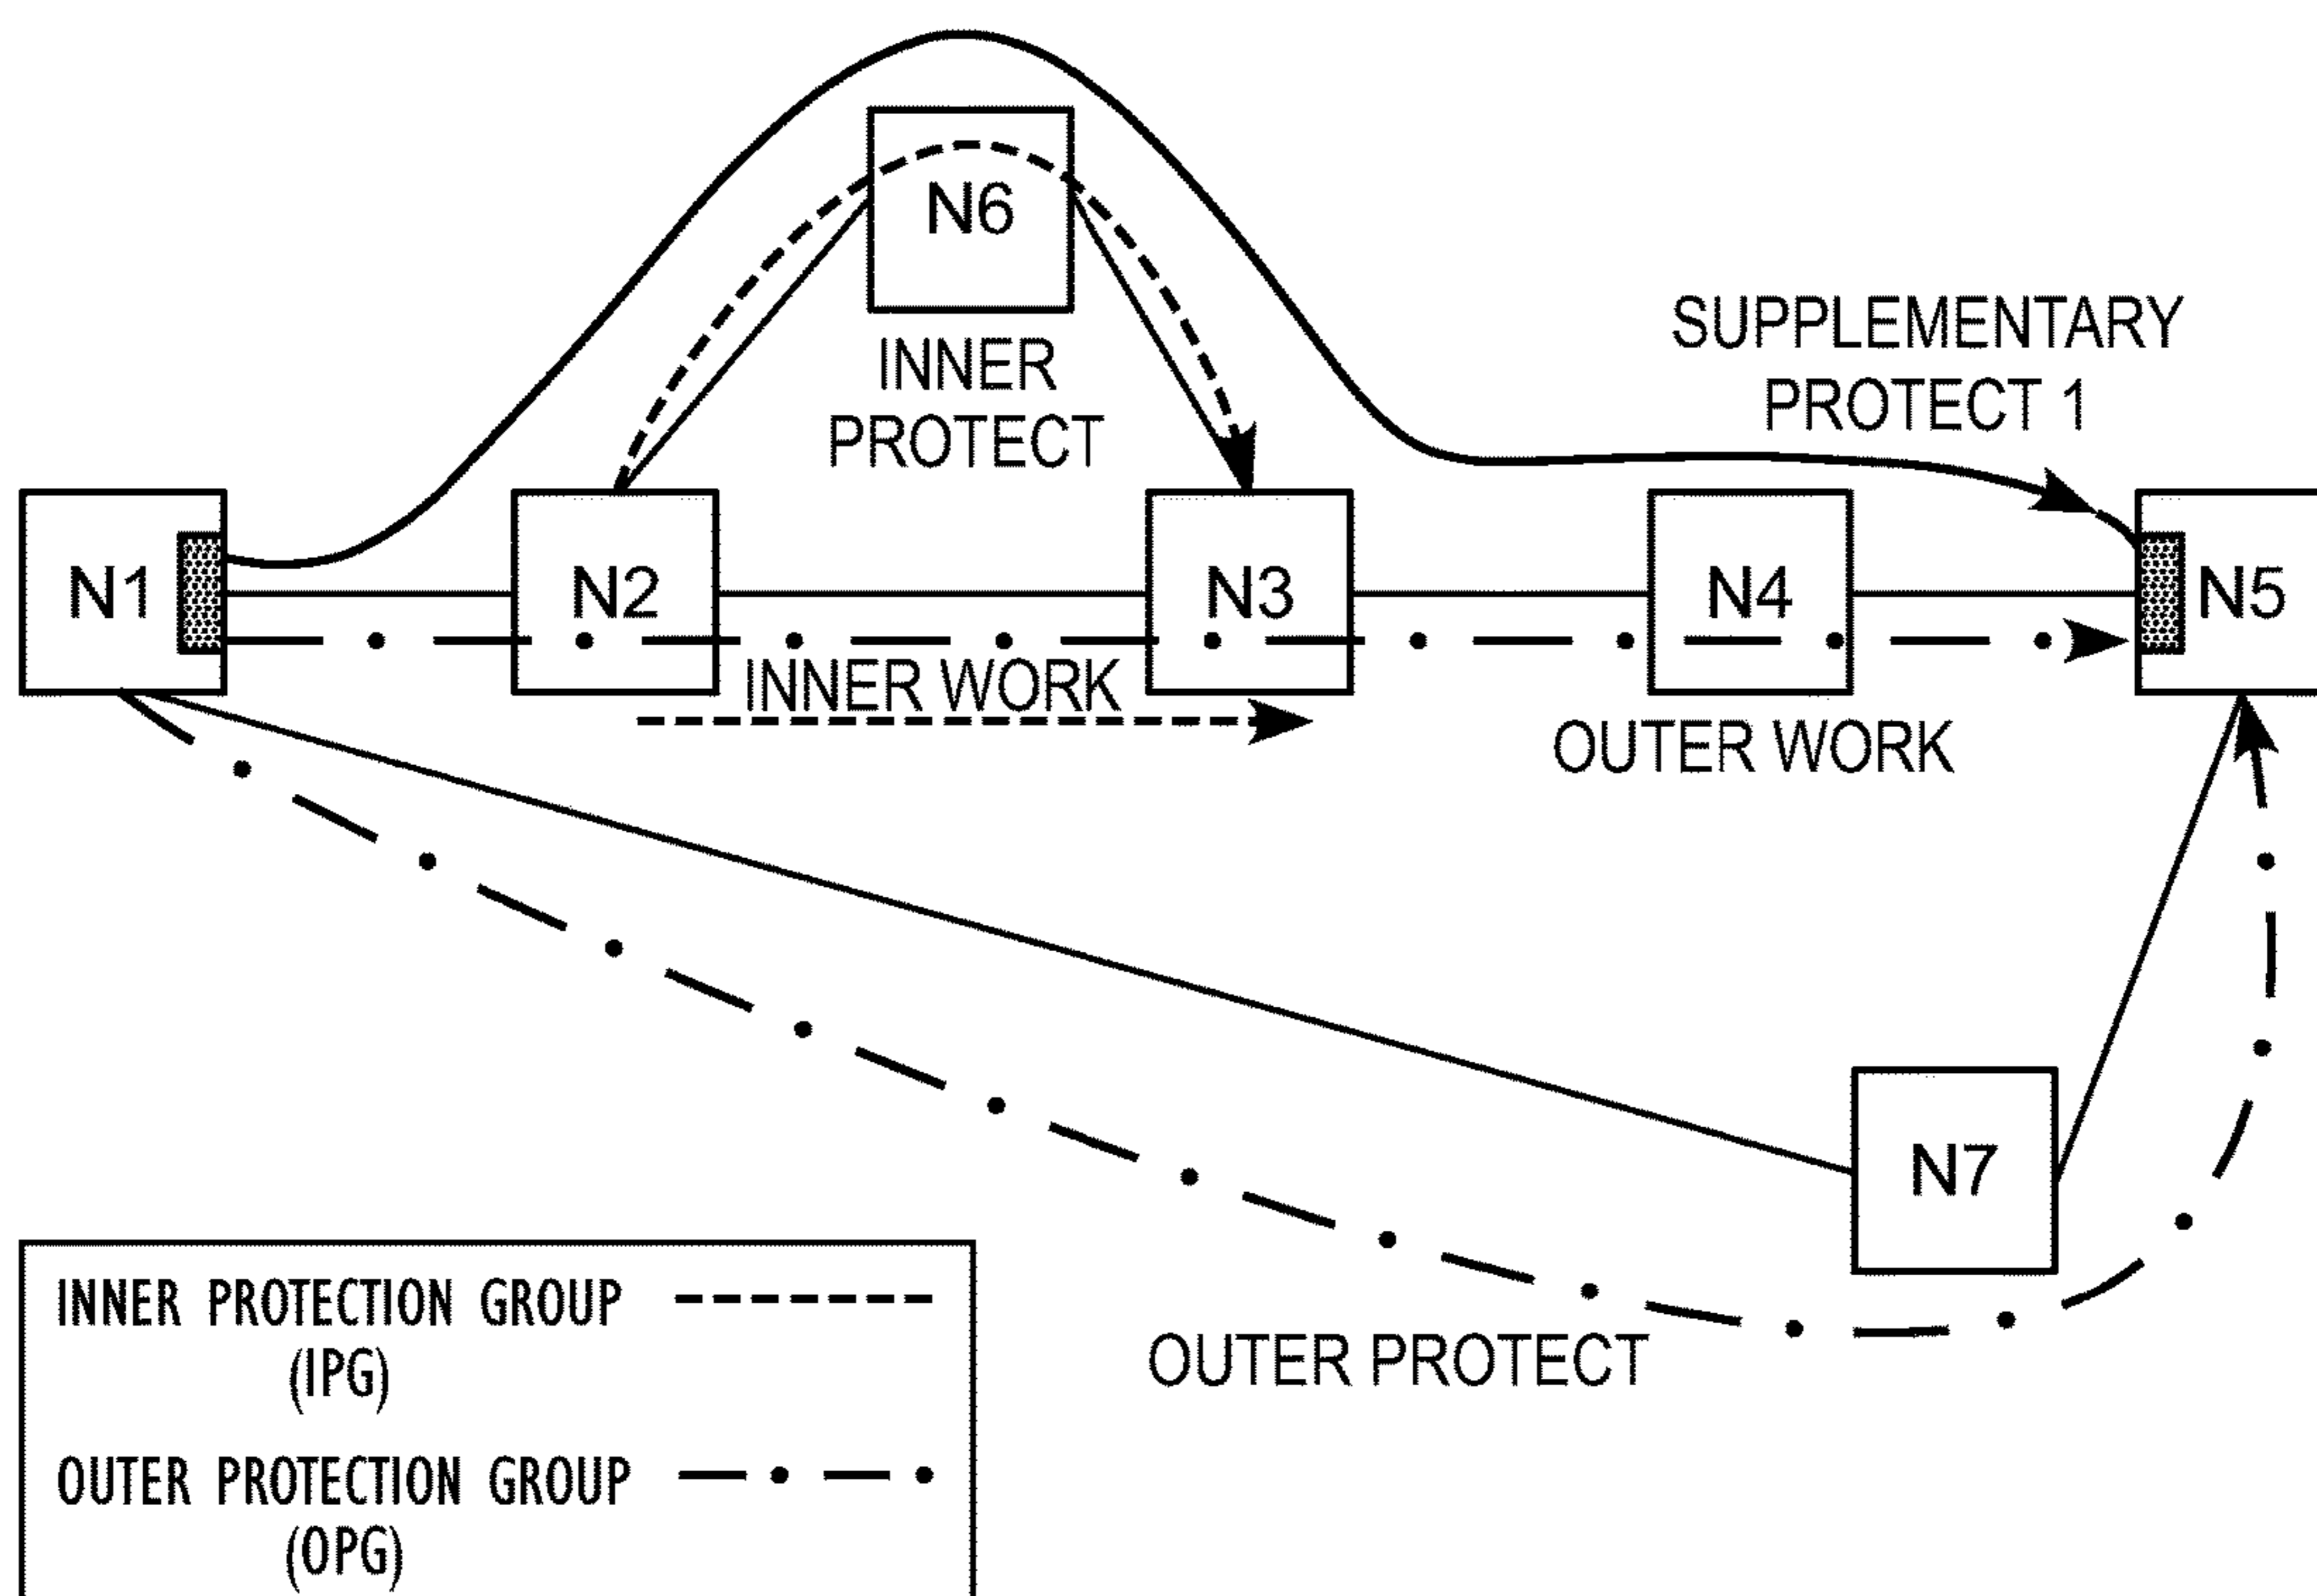 N6
INNER
PROTECT
SUPPLEMENTARY
PROTECT 1
N1
N2
N3
N4
N5
INNER WORK
OUTER WORK
N7
OUTER PROTECT
INNER PROTECTION GROUP
(IPG)
OUTER PROTECTION GROUP
(OPG)